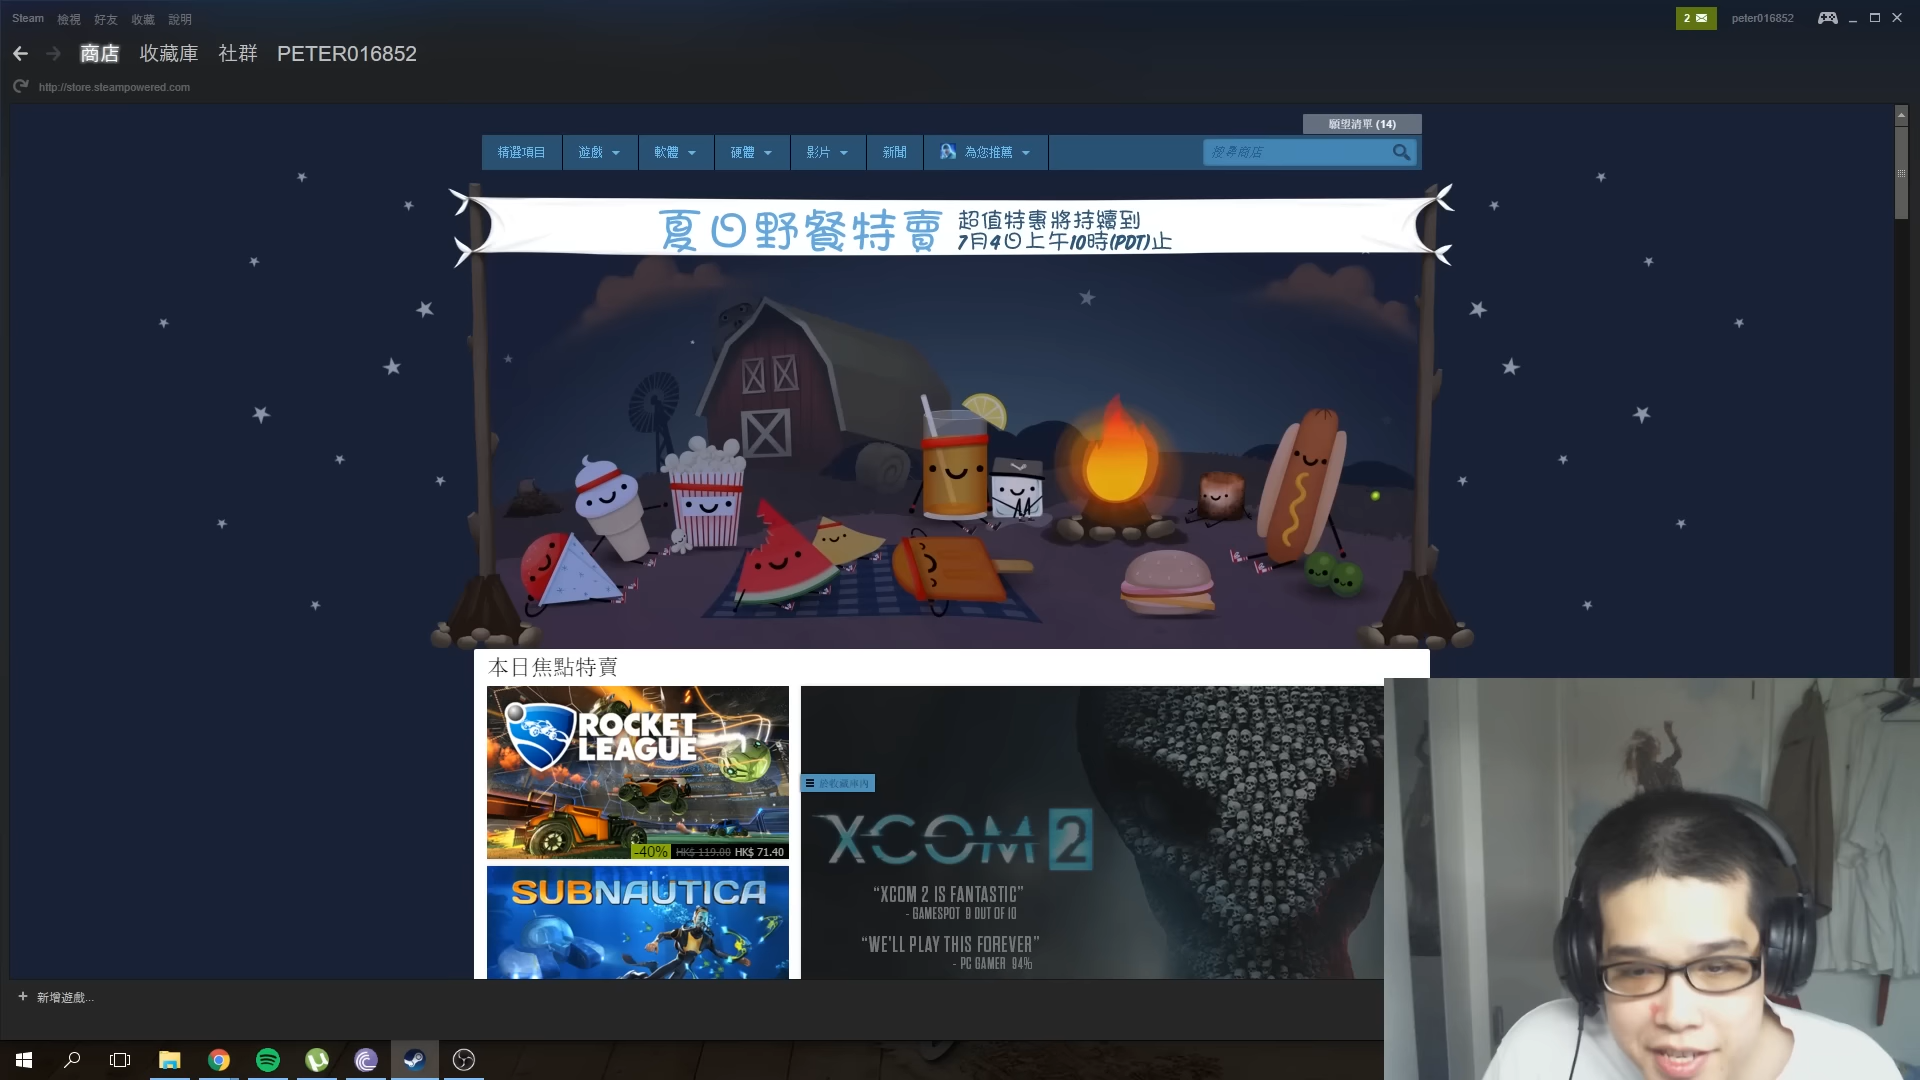 Steam 檢視 好友 收藏 說明
2 peter016852
商店 收藏庫 社群 PETER016852
http://store.steampowered.com
願望清單 (14)
精選項目 遊戲 軟體 硬體 影片 新聞 為您推薦 搜尋商店
夏日野餐特賣 超值特惠將持續到
7月4日上午10時(PDT)止
本日焦點特賣
ROCKET
LEAGUE
-40% HK$ 119.00 HK$ 71.40
SUBNAUTICA
於收藏庫內
XCOM 2
“XCOM 2 IS FANTASTIC”
- GAMESPOT 9 OUT OF 10
“WE'LL PLAY THIS FOREVER”
- PC GAMER 94%
+ 新增遊戲...